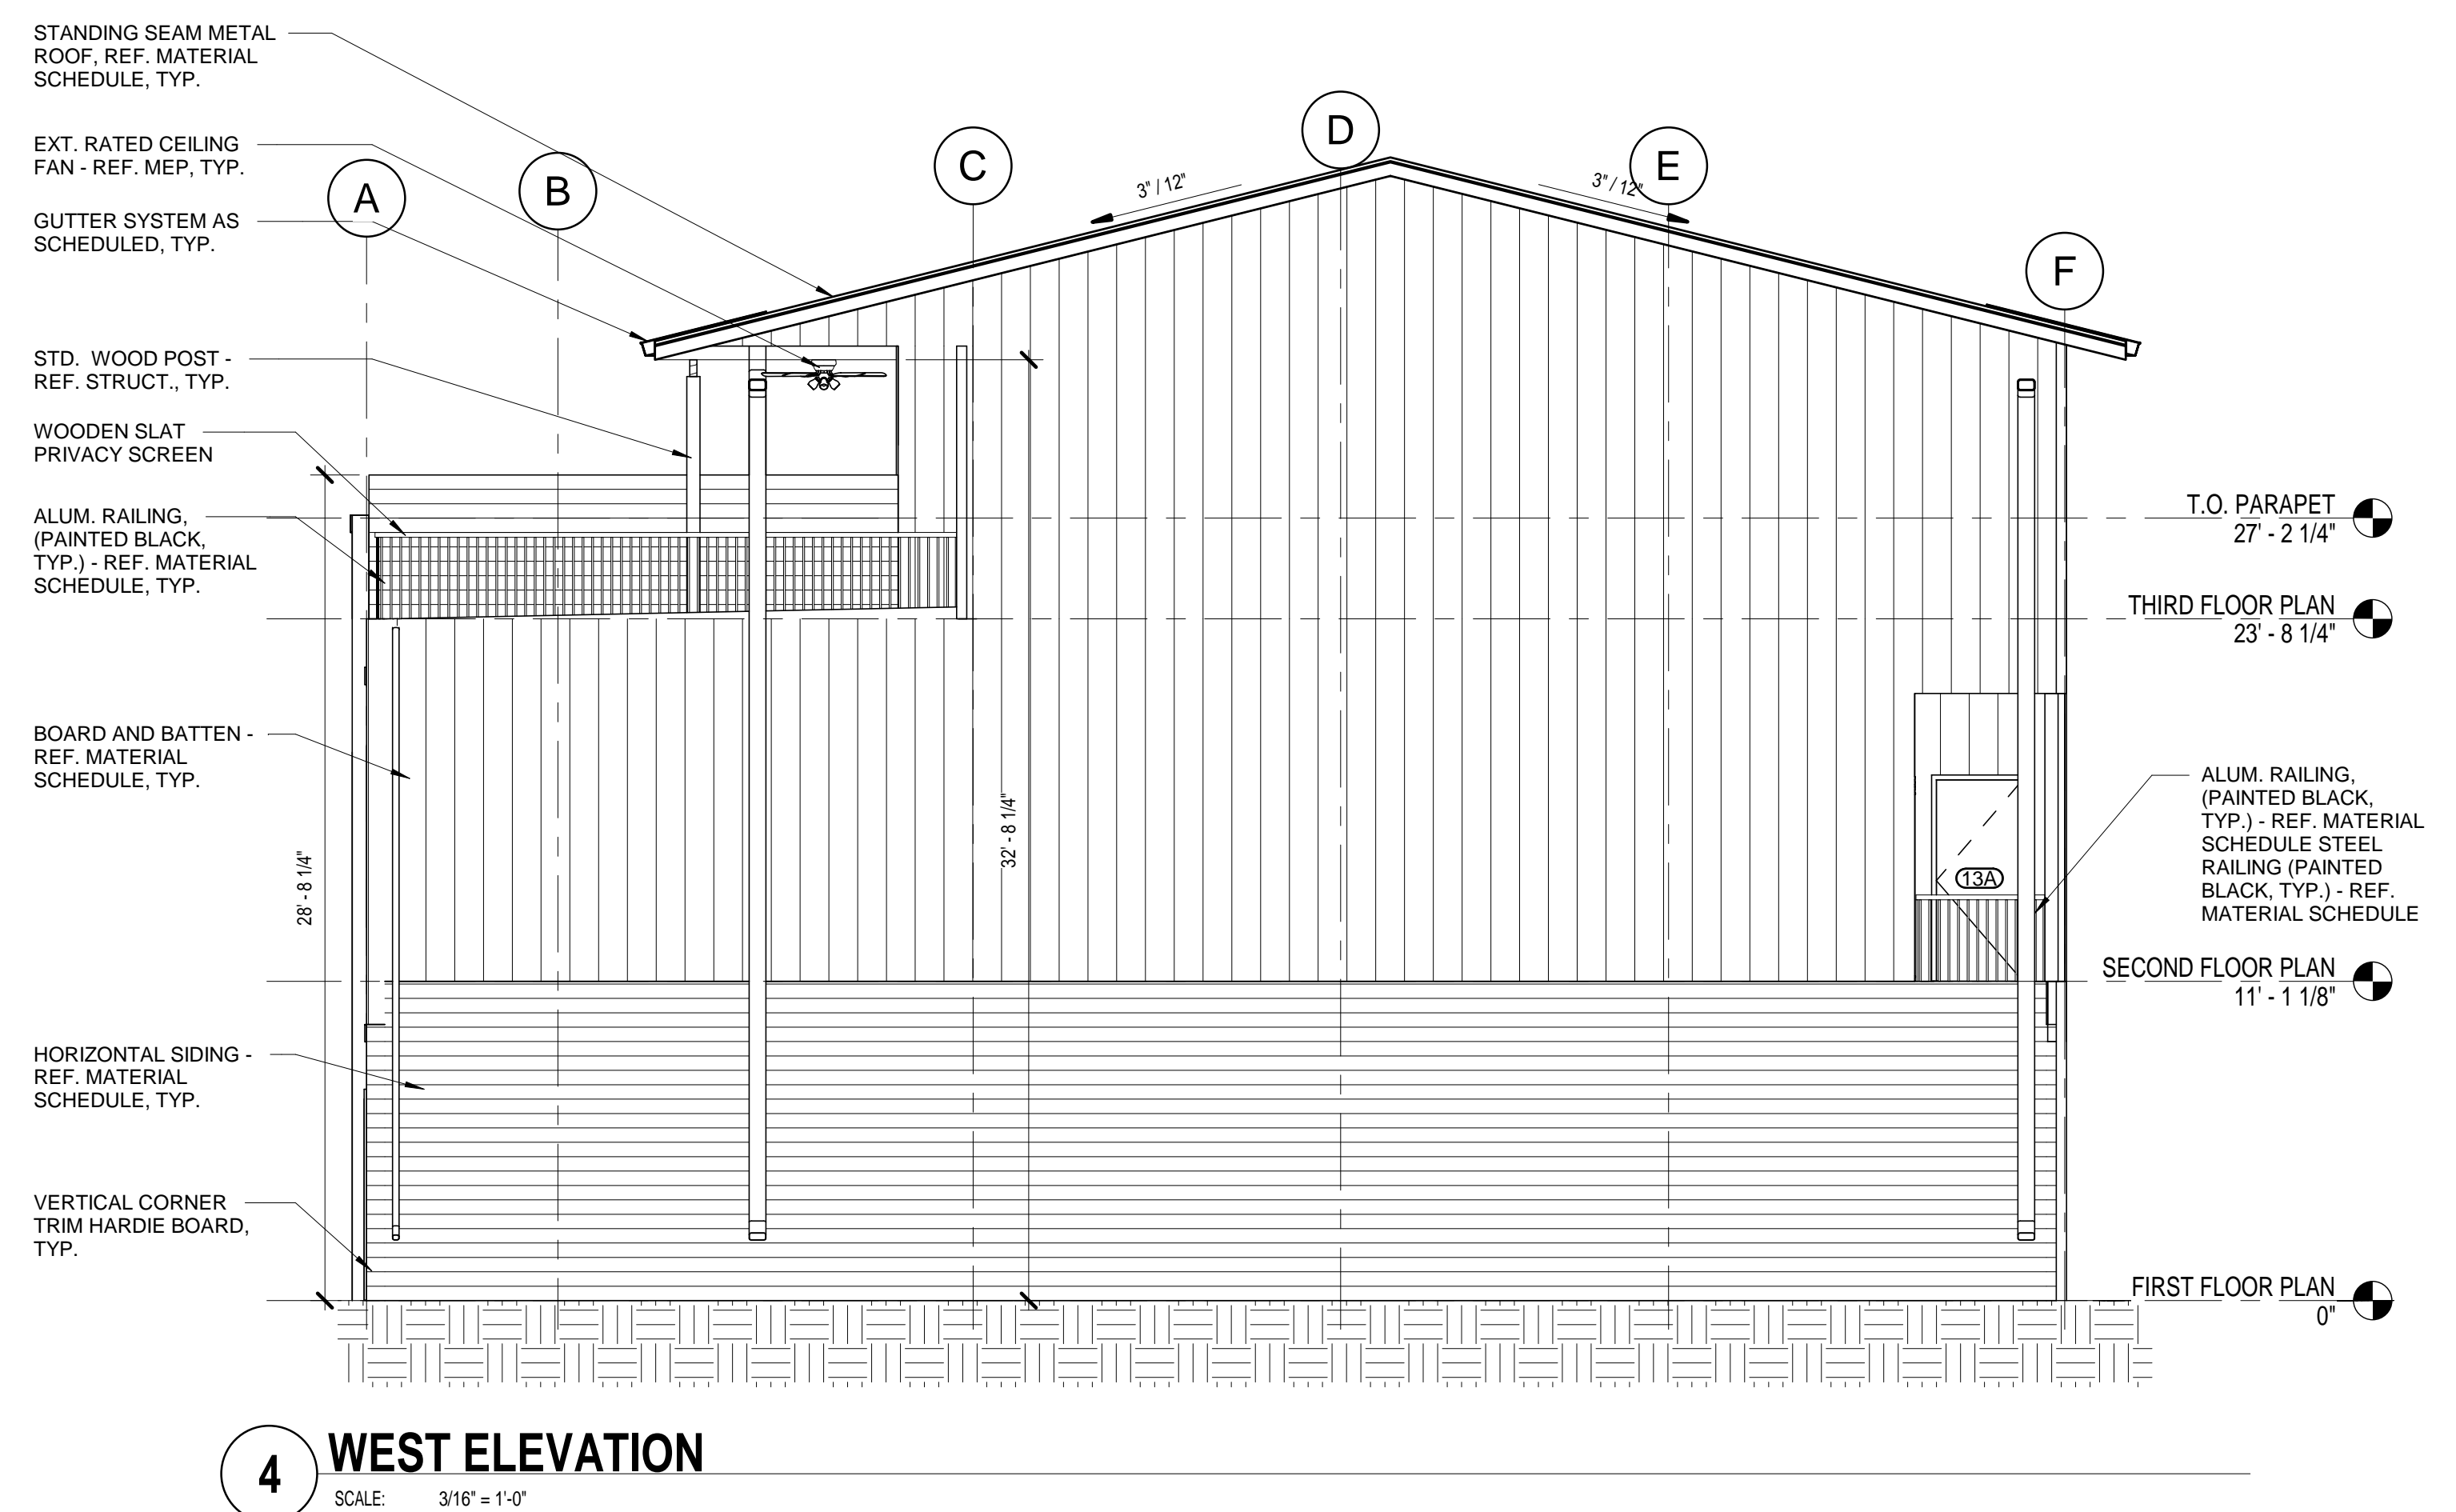 STANDING SEAM METAL
ROOF, REF. MATERIAL
SCHEDULE, TYP.
EXT. RATED CEILING
FAN - REF. MEP, TYP.
GUTTER SYSTEM AS
SCHEDULED, TYP.
STD.  WOOD POST -
REF. STRUCT., TYP.
WOODEN SLAT
PRIVACY SCREEN
ALUM. RAILING,
(PAINTED BLACK,
TYP.) - REF. MATERIAL
SCHEDULE, TYP.
BOARD AND BATTEN -
REF. MATERIAL
SCHEDULE, TYP.
HORIZONTAL SIDING -
REF. MATERIAL
SCHEDULE, TYP.
VERTICAL CORNER
TRIM HARDIE BOARD,
TYP.
A
B
C
D
E
F
3" / 12"
3" / 12"
28' - 8 1/4"
32' - 8 1/4"
13A
T.O. PARAPET
27' - 2 1/4"
THIRD FLOOR PLAN
23' - 8 1/4"
ALUM. RAILING,
(PAINTED BLACK,
TYP.) - REF. MATERIAL
SCHEDULE STEEL
RAILING (PAINTED
BLACK, TYP.) - REF.
MATERIAL SCHEDULE
SECOND FLOOR PLAN
11' - 1 1/8"
FIRST FLOOR PLAN
0"
4
WEST ELEVATION
SCALE: 3/16" = 1'-0"